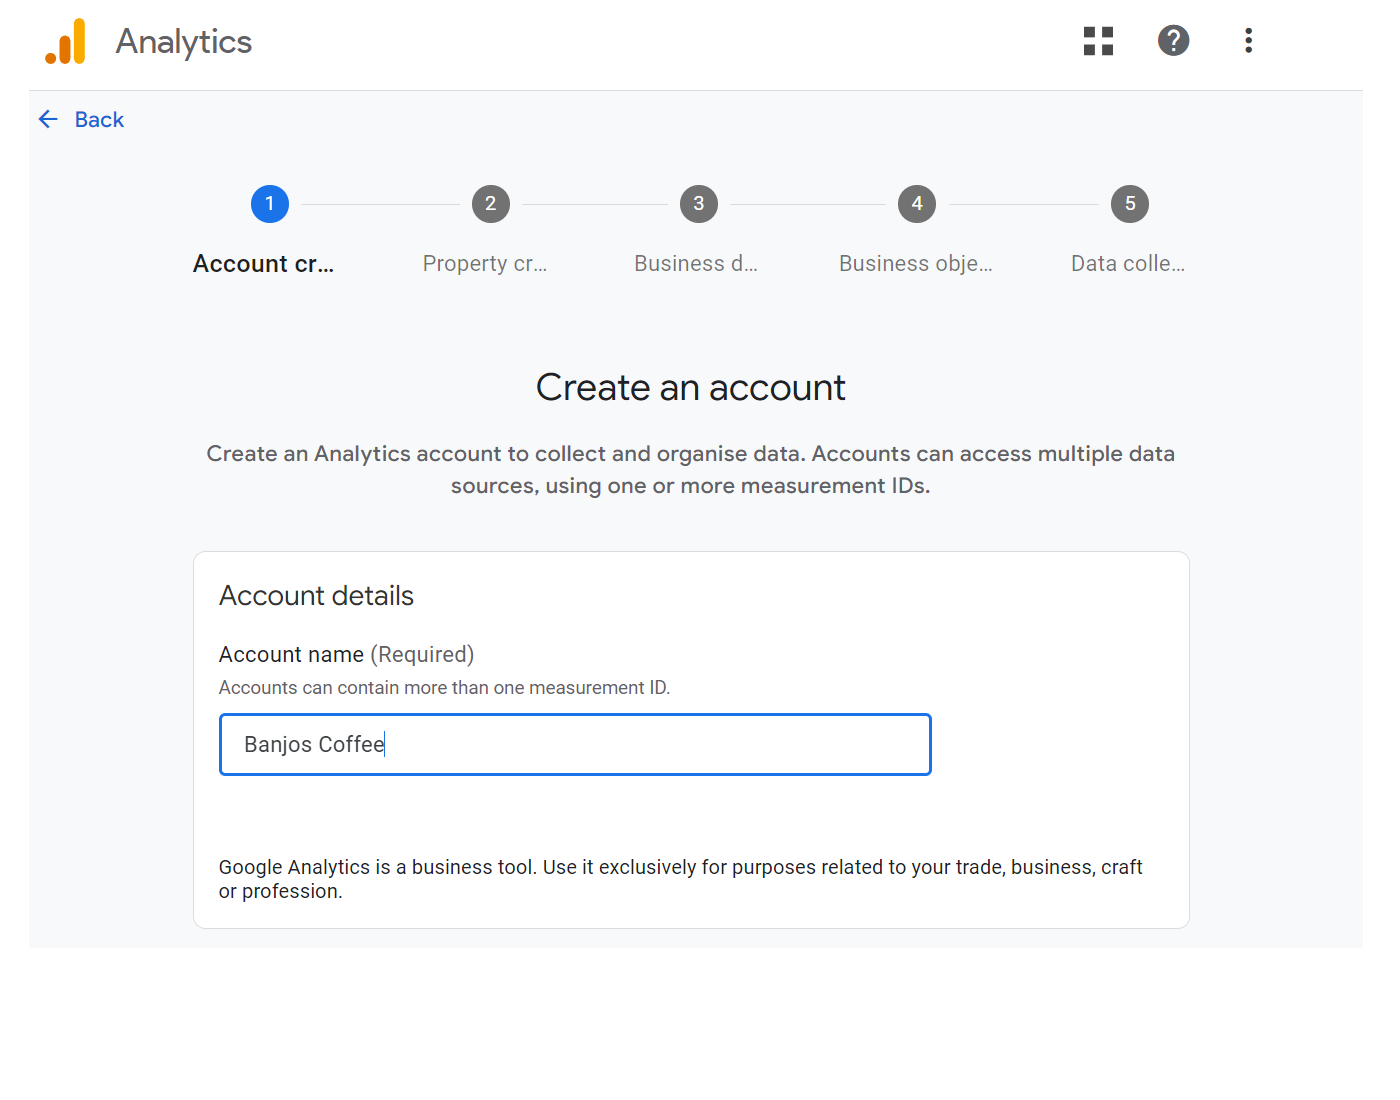 Analytics
Back
1 2 3 4 5
Account cr... Property cr... Business d... Business obje... Data colle...
Create an account
Create an Analytics account to collect and organise data. Accounts can access multiple data
sources, using one or more measurement IDs.
Account details
Account name (Required)
Accounts can contain more than one measurement ID.
Banjos Coffee
Google Analytics is a business tool. Use it exclusively for purposes related to your trade, business, craft
or profession.